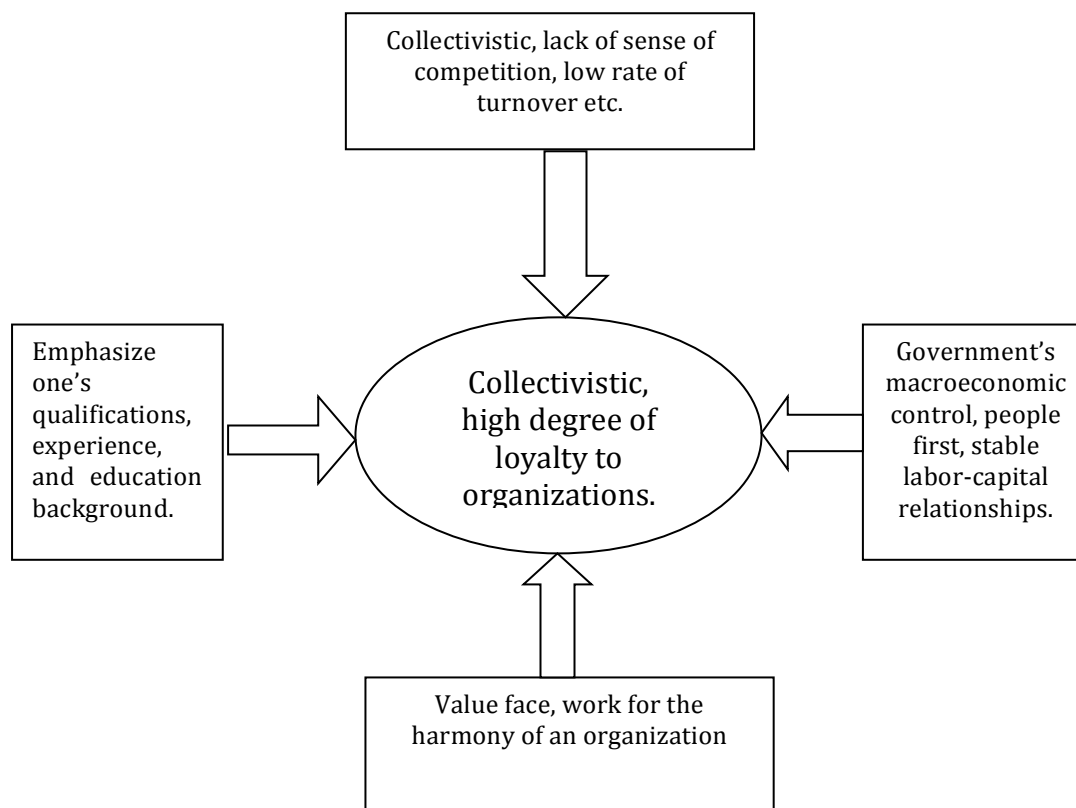 Collectivistic, lack of sense of
competition, low rate of
turnover etc.
Emphasize
one's
qualifications,
experience,
and education
background.
Collectivistic,
high degree of
loyalty to
organizations.
Government's
macroeconomic
control, people
first, stable
labor-capital
relationships.
Value face, work for the
harmony of an organization